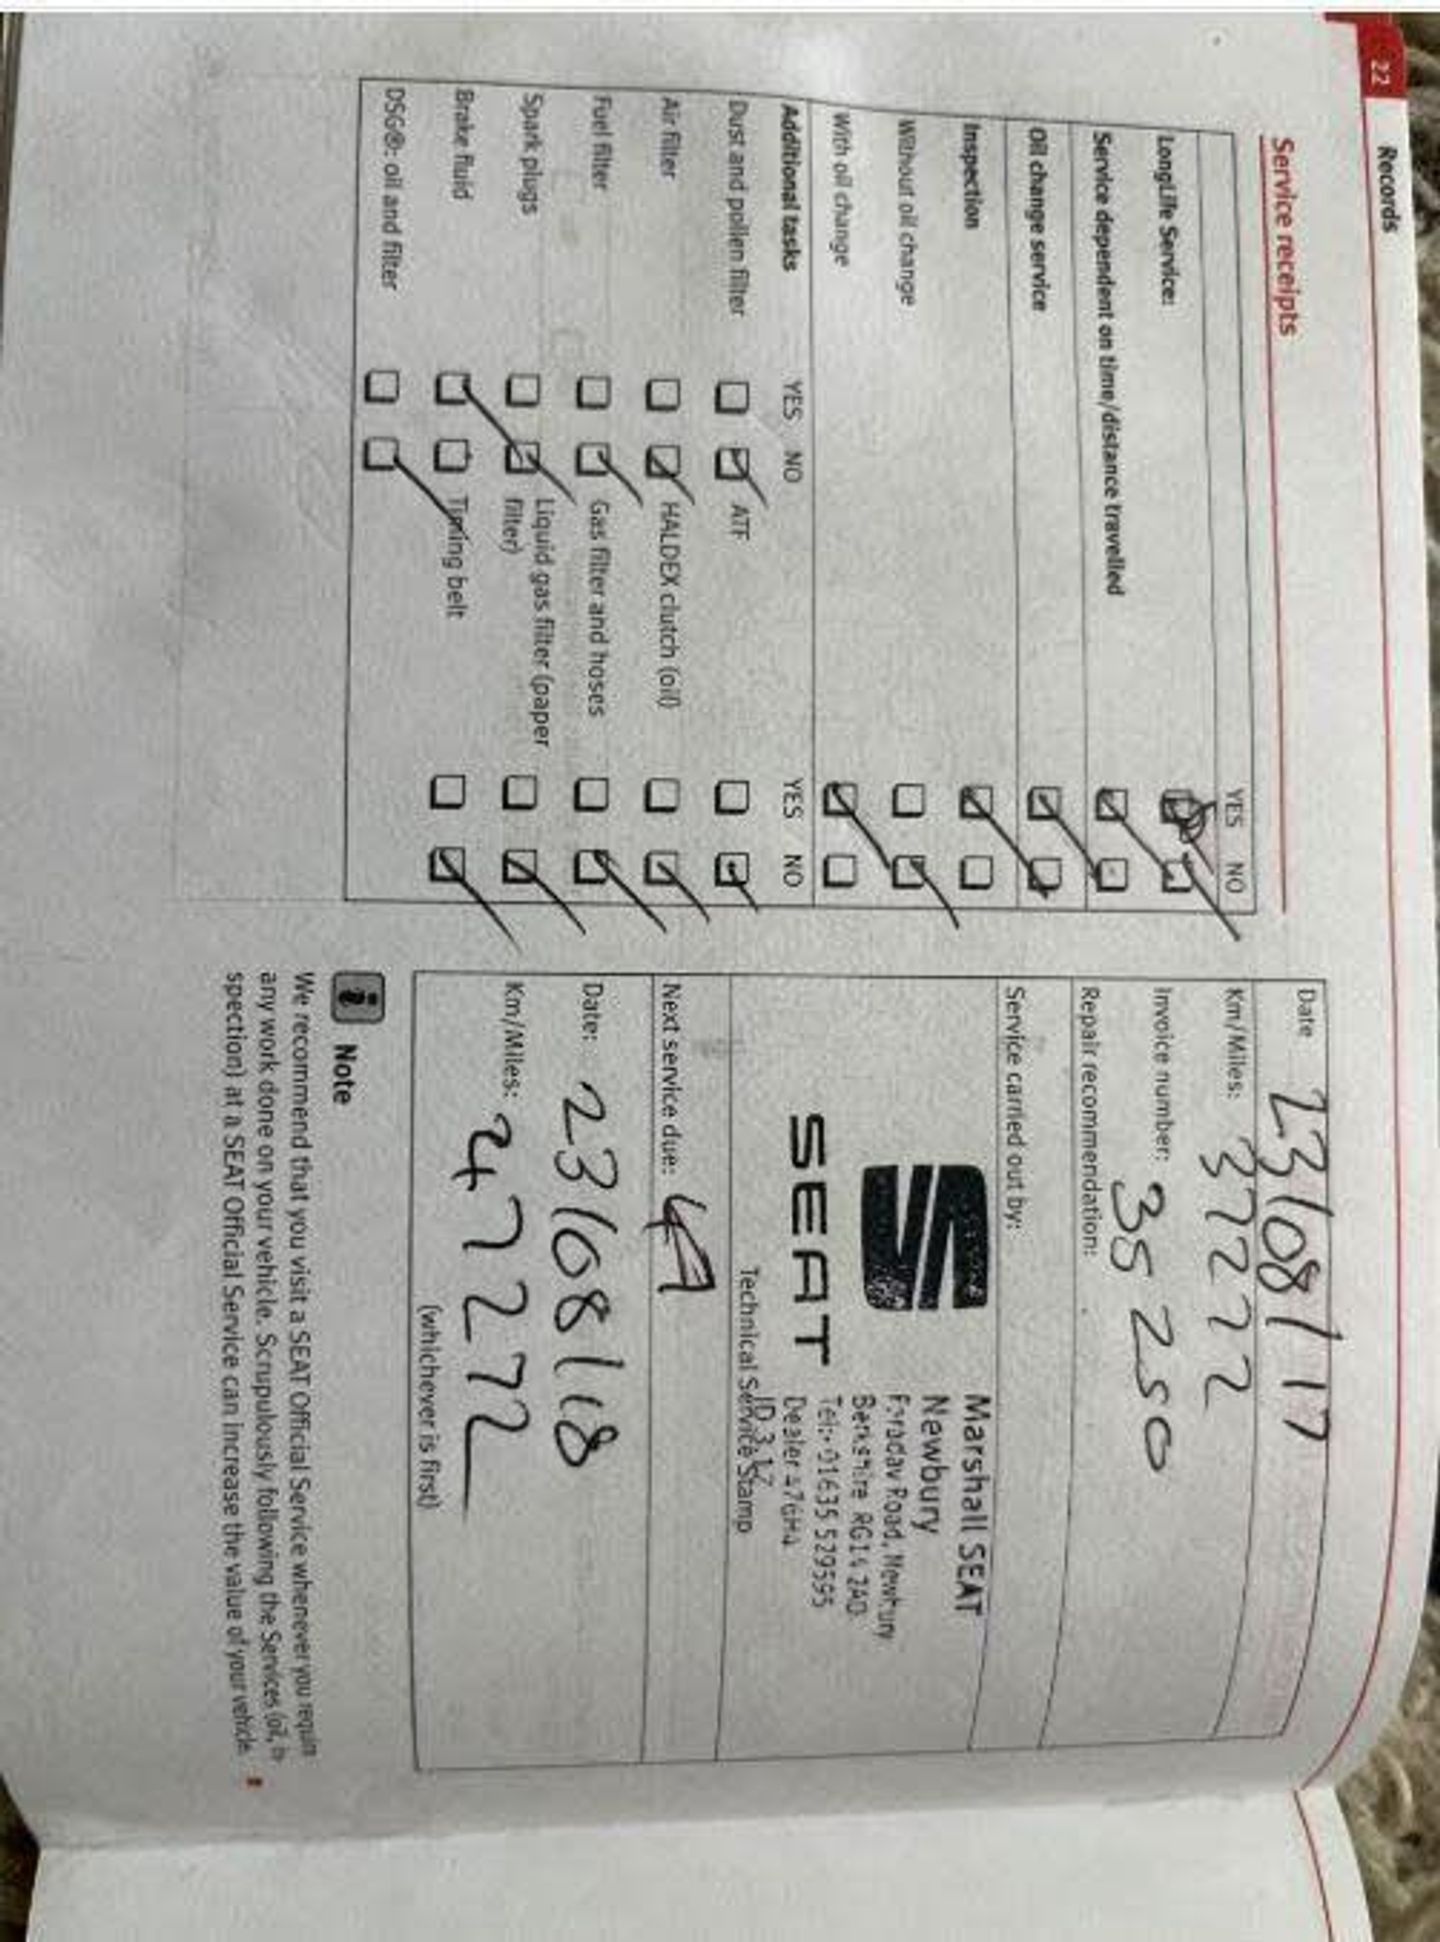 22 Records
Service receipts
YES NO
LongLife Service:
Service dependent on time/distance travelled
Oil change service
Inspection
Without oil change
With oil change
Additional tasks YES NO YES NO
Dust and pollen filter ATF
Air filter HALDEX clutch (oil)
Fuel filter Gas filter and hoses
Spark plugs Liquid gas filter (paper
filter)
Brake fluid Timing belt
DSG®: oil and filter
Date 23/08/17
Km/Miles: 37272
Invoice number: 35250
Repair recommendation:
Service carried out by:
Marshall SEAT
Newbury
Faraday Road, Newbury
Berkshire RG14 2AD
Tel:- 01635 529595
Dealer
SEAT
Technical Service Stamp
Next service due:
Date: 23/08/18
Km/Miles: 47272
(whichever is first)
i Note
We recommend that you visit a SEAT Official Service whenever you requir
any work done on your vehicle. Scrupulously following the Services (oil, in
spection) at a SEAT Official Service can increase the value of your vehicle.